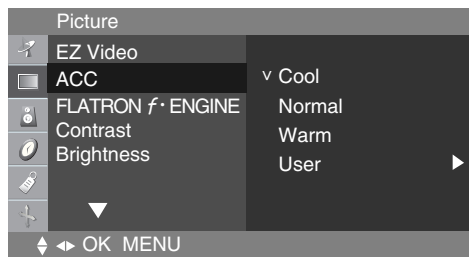 Picture
EZ Video
ACC
FLATRON f·ENGINE
Contrast
Brightness
v Cool
Normal
Warm
User
OK MENU